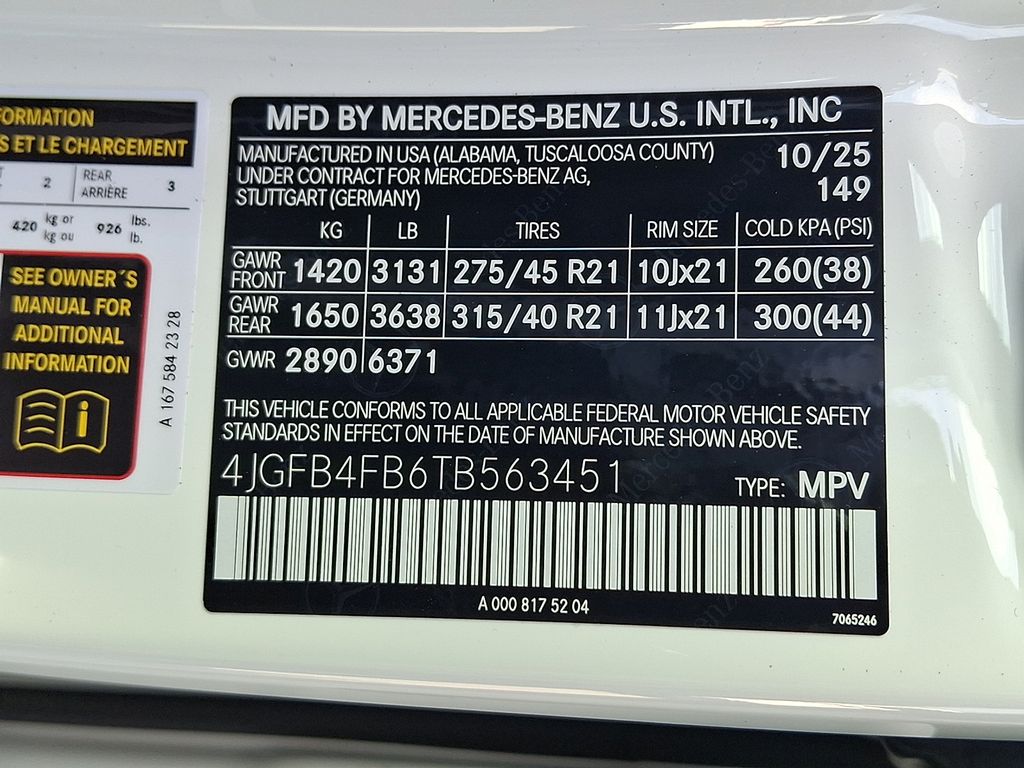 FORMATION
S ET LE CHARGEMENT
2 REAR ARRIÈRE 3
420 kg or kg ou 926 lbs. lb.
SEE OWNER´S
MANUAL FOR
ADDITIONAL
INFORMATION
A 167 584 23 28
MFD BY MERCEDES-BENZ U.S. INTL., INC
MANUFACTURED IN USA (ALABAMA, TUSCALOOSA COUNTY) 10/25
UNDER CONTRACT FOR MERCEDES-BENZ AG, 149
STUTTGART (GERMANY)
KG LB TIRES RIM SIZE COLD KPA (PSI)
GAWR FRONT 1420 3131 275/45 R21 10Jx21 260(38)
GAWR REAR 1650 3638 315/40 R21 11Jx21 300(44)
GVWR 2890 6371
THIS VEHICLE CONFORMS TO ALL APPLICABLE FEDERAL MOTOR VEHICLE SAFETY
STANDARDS IN EFFECT ON THE DATE OF MANUFACTURE SHOWN ABOVE.
4JGFB4FB6TB563451 TYPE: MPV
A 000 817 52 04
7065246